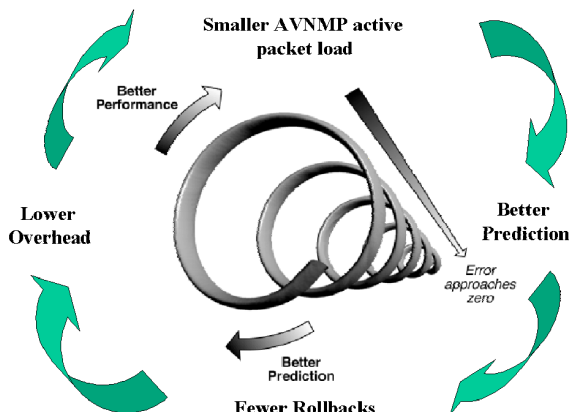 Smaller AVNMP active
packet load
Better
Performance
Lower
Overhead
Better
Prediction
Error
approaches
zero
Better
Prediction
Fewer Rollbacks